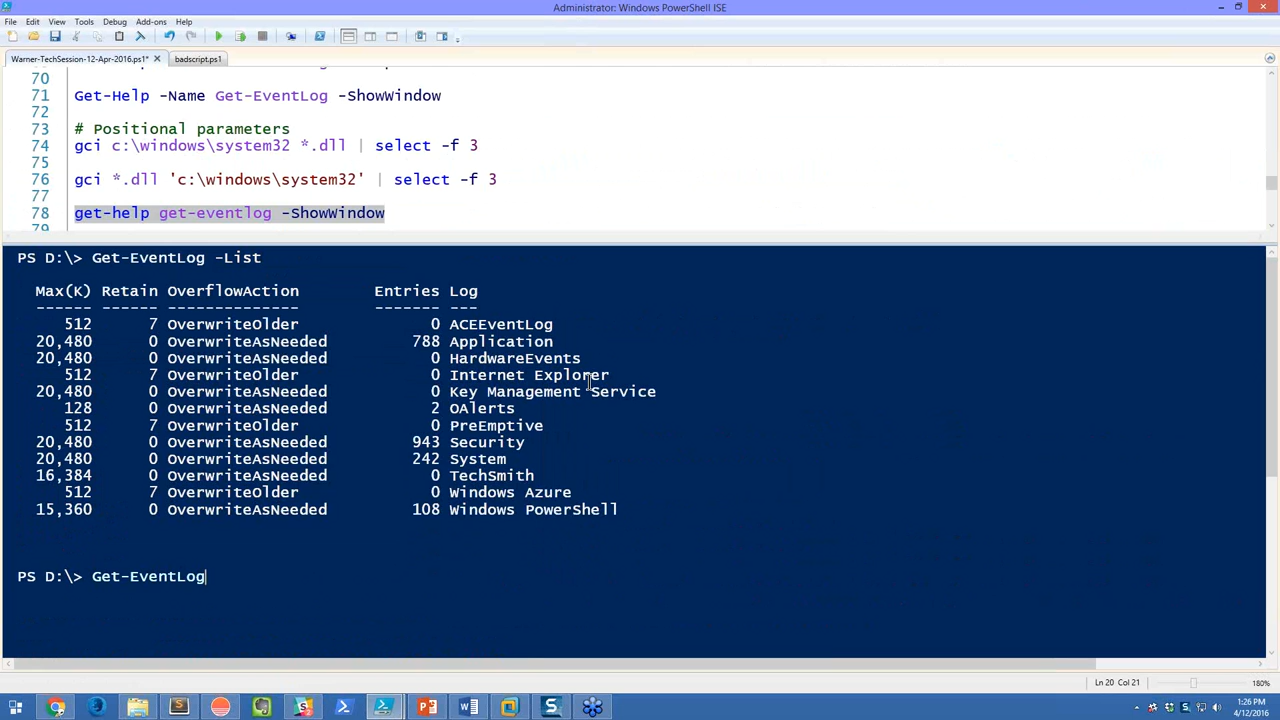 Administrator: Windows PowerShell ISE
File Edit View Tools Debug Add-ons Help
Warner-TechSession-12-Apr-2016.ps1* badscript.ps1
70
71 Get-Help -Name Get-EventLog -ShowWindow
72
73 # Positional parameters
74 gci c:\windows\system32 *.dll | select -f 3
75
76 gci *.dll 'c:\windows\system32' | select -f 3
77
78 get-help get-eventlog -ShowWindow
79
PS D:\> Get-EventLog -List
Max(K) Retain OverflowAction Entries Log
------ ------ -------------- ------- ---
512 7 OverwriteOlder 0 ACEEventLog
20,480 0 OverwriteAsNeeded 788 Application
20,480 0 OverwriteAsNeeded 0 HardwareEvents
512 7 OverwriteOlder 0 Internet Explorer
20,480 0 OverwriteAsNeeded 0 Key Management Service
128 0 OverwriteAsNeeded 2 OAlerts
512 7 OverwriteOlder 0 PreEmptive
20,480 0 OverwriteAsNeeded 943 Security
20,480 0 OverwriteAsNeeded 242 System
16,384 0 OverwriteAsNeeded 0 TechSmith
512 7 OverwriteOlder 0 Windows Azure
15,360 0 OverwriteAsNeeded 108 Windows PowerShell
PS D:\> Get-EventLog
Ln 20 Col 21 180%
1:26 PM
4/12/2016